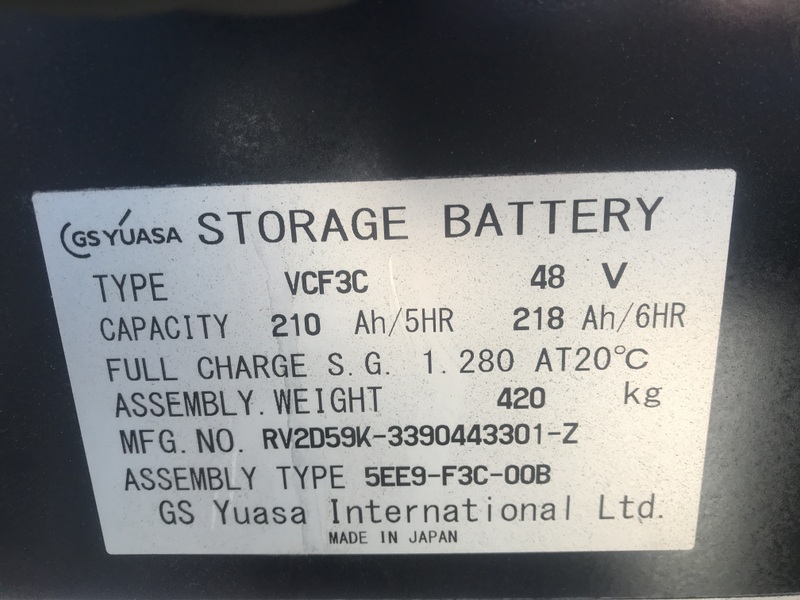 GS YUASA STORAGE BATTERY
TYPE VCF3C 48 V
CAPACITY 210 Ah/5HR 218 Ah/6HR
FULL CHARGE S.G. 1.280 AT20℃
ASSEMBLY.WEIGHT 420 kg
MFG.NO. RV2D59K-3390443301-Z
ASSEMBLY TYPE 5EE9-F3C-00B
GS Yuasa International Ltd.
MADE IN JAPAN